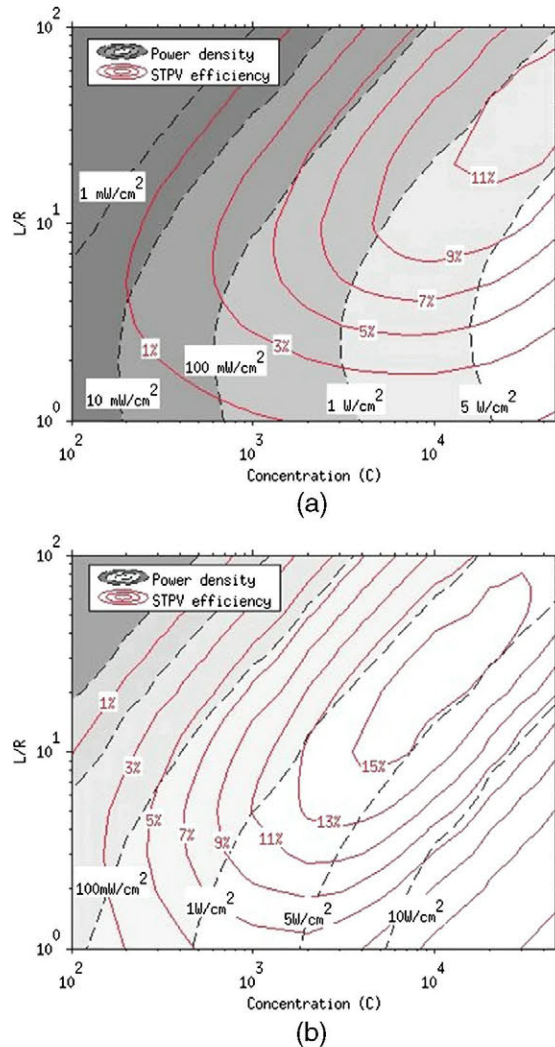 10^2
Power density
STPV efficiency
1 mW/cm^2
11%
L/R
10^1
9%
7%
5%
1%
3%
100 mW/cm^2
10 mW/cm^2
1 W/cm^2
5 W/cm^2
10^0
10^2
10^3
10^4
Concentration (C)
(a)
10^2
Power density
STPV efficiency
1%
L/R
10^1
3%
15%
5%
13%
7%
9%
11%
100mW/cm^2
1W/cm^2
5W/cm^2
10W/cm^2
10^0
10^2
10^3
10^4
Concentration (C)
(b)